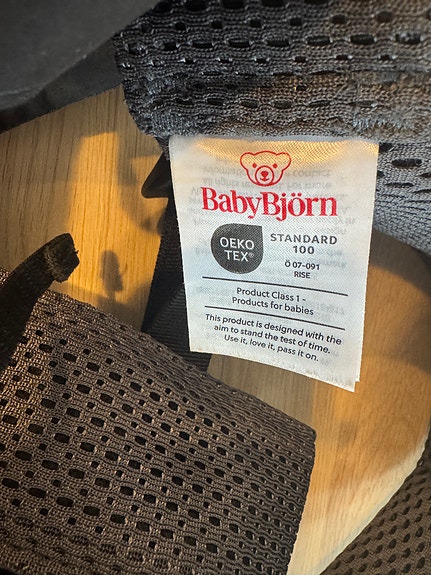 BabyBjörn
OEKO
TEX®
STANDARD
100
Ö 07-091
RISE
Product Class 1 -
Products for babies
This product is designed with the
aim to stand the test of time.
Use it, love it, pass it on.